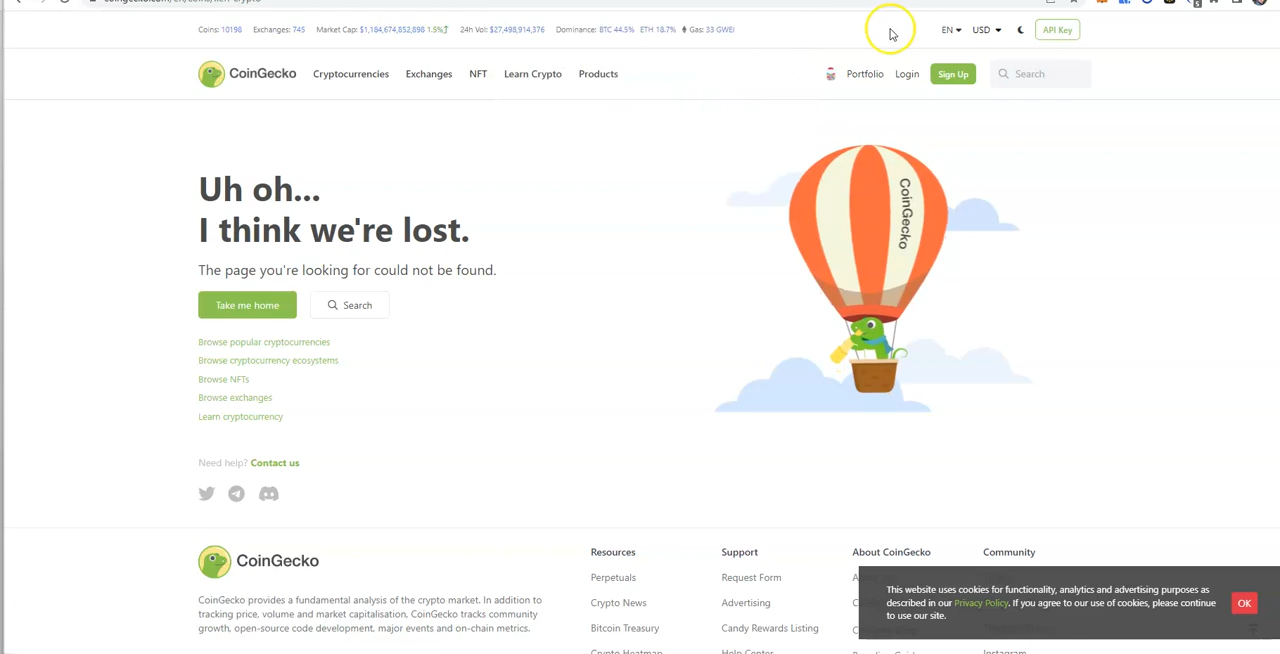 Coins: 10198 Exchanges: 745 Market Cap: $1,184,674,852,898 1.5% 24h Vol: $27,498,914,376 Dominance: BTC 44.5% ETH 18.7% Gas: 33 GWEI
EN USD API Key
CoinGecko Cryptocurrencies Exchanges NFT Learn Crypto Products Portfolio Login Sign Up Search
Uh oh...
I think we're lost.
The page you're looking for could not be found.
Take me home Search
Browse popular cryptocurrencies
Browse cryptocurrency ecosystems
Browse NFTs
Browse exchanges
Learn cryptocurrency
Need help? Contact us
CoinGecko
CoinGecko
CoinGecko provides a fundamental analysis of the crypto market. In addition to
tracking price, volume and market capitalisation, CoinGecko tracks community
growth, open-source code development, major events and on-chain metrics.
Resources
Perpetuals
Crypto News
Bitcoin Treasury
Crypto Heatmap
Support
Request Form
Advertising
Candy Rewards Listing
Help Center
About CoinGecko
Community
Instagram
This website uses cookies for functionality, analytics and advertising purposes as
described in our Privacy Policy. If you agree to our use of cookies, please continue
to use our site.
OK